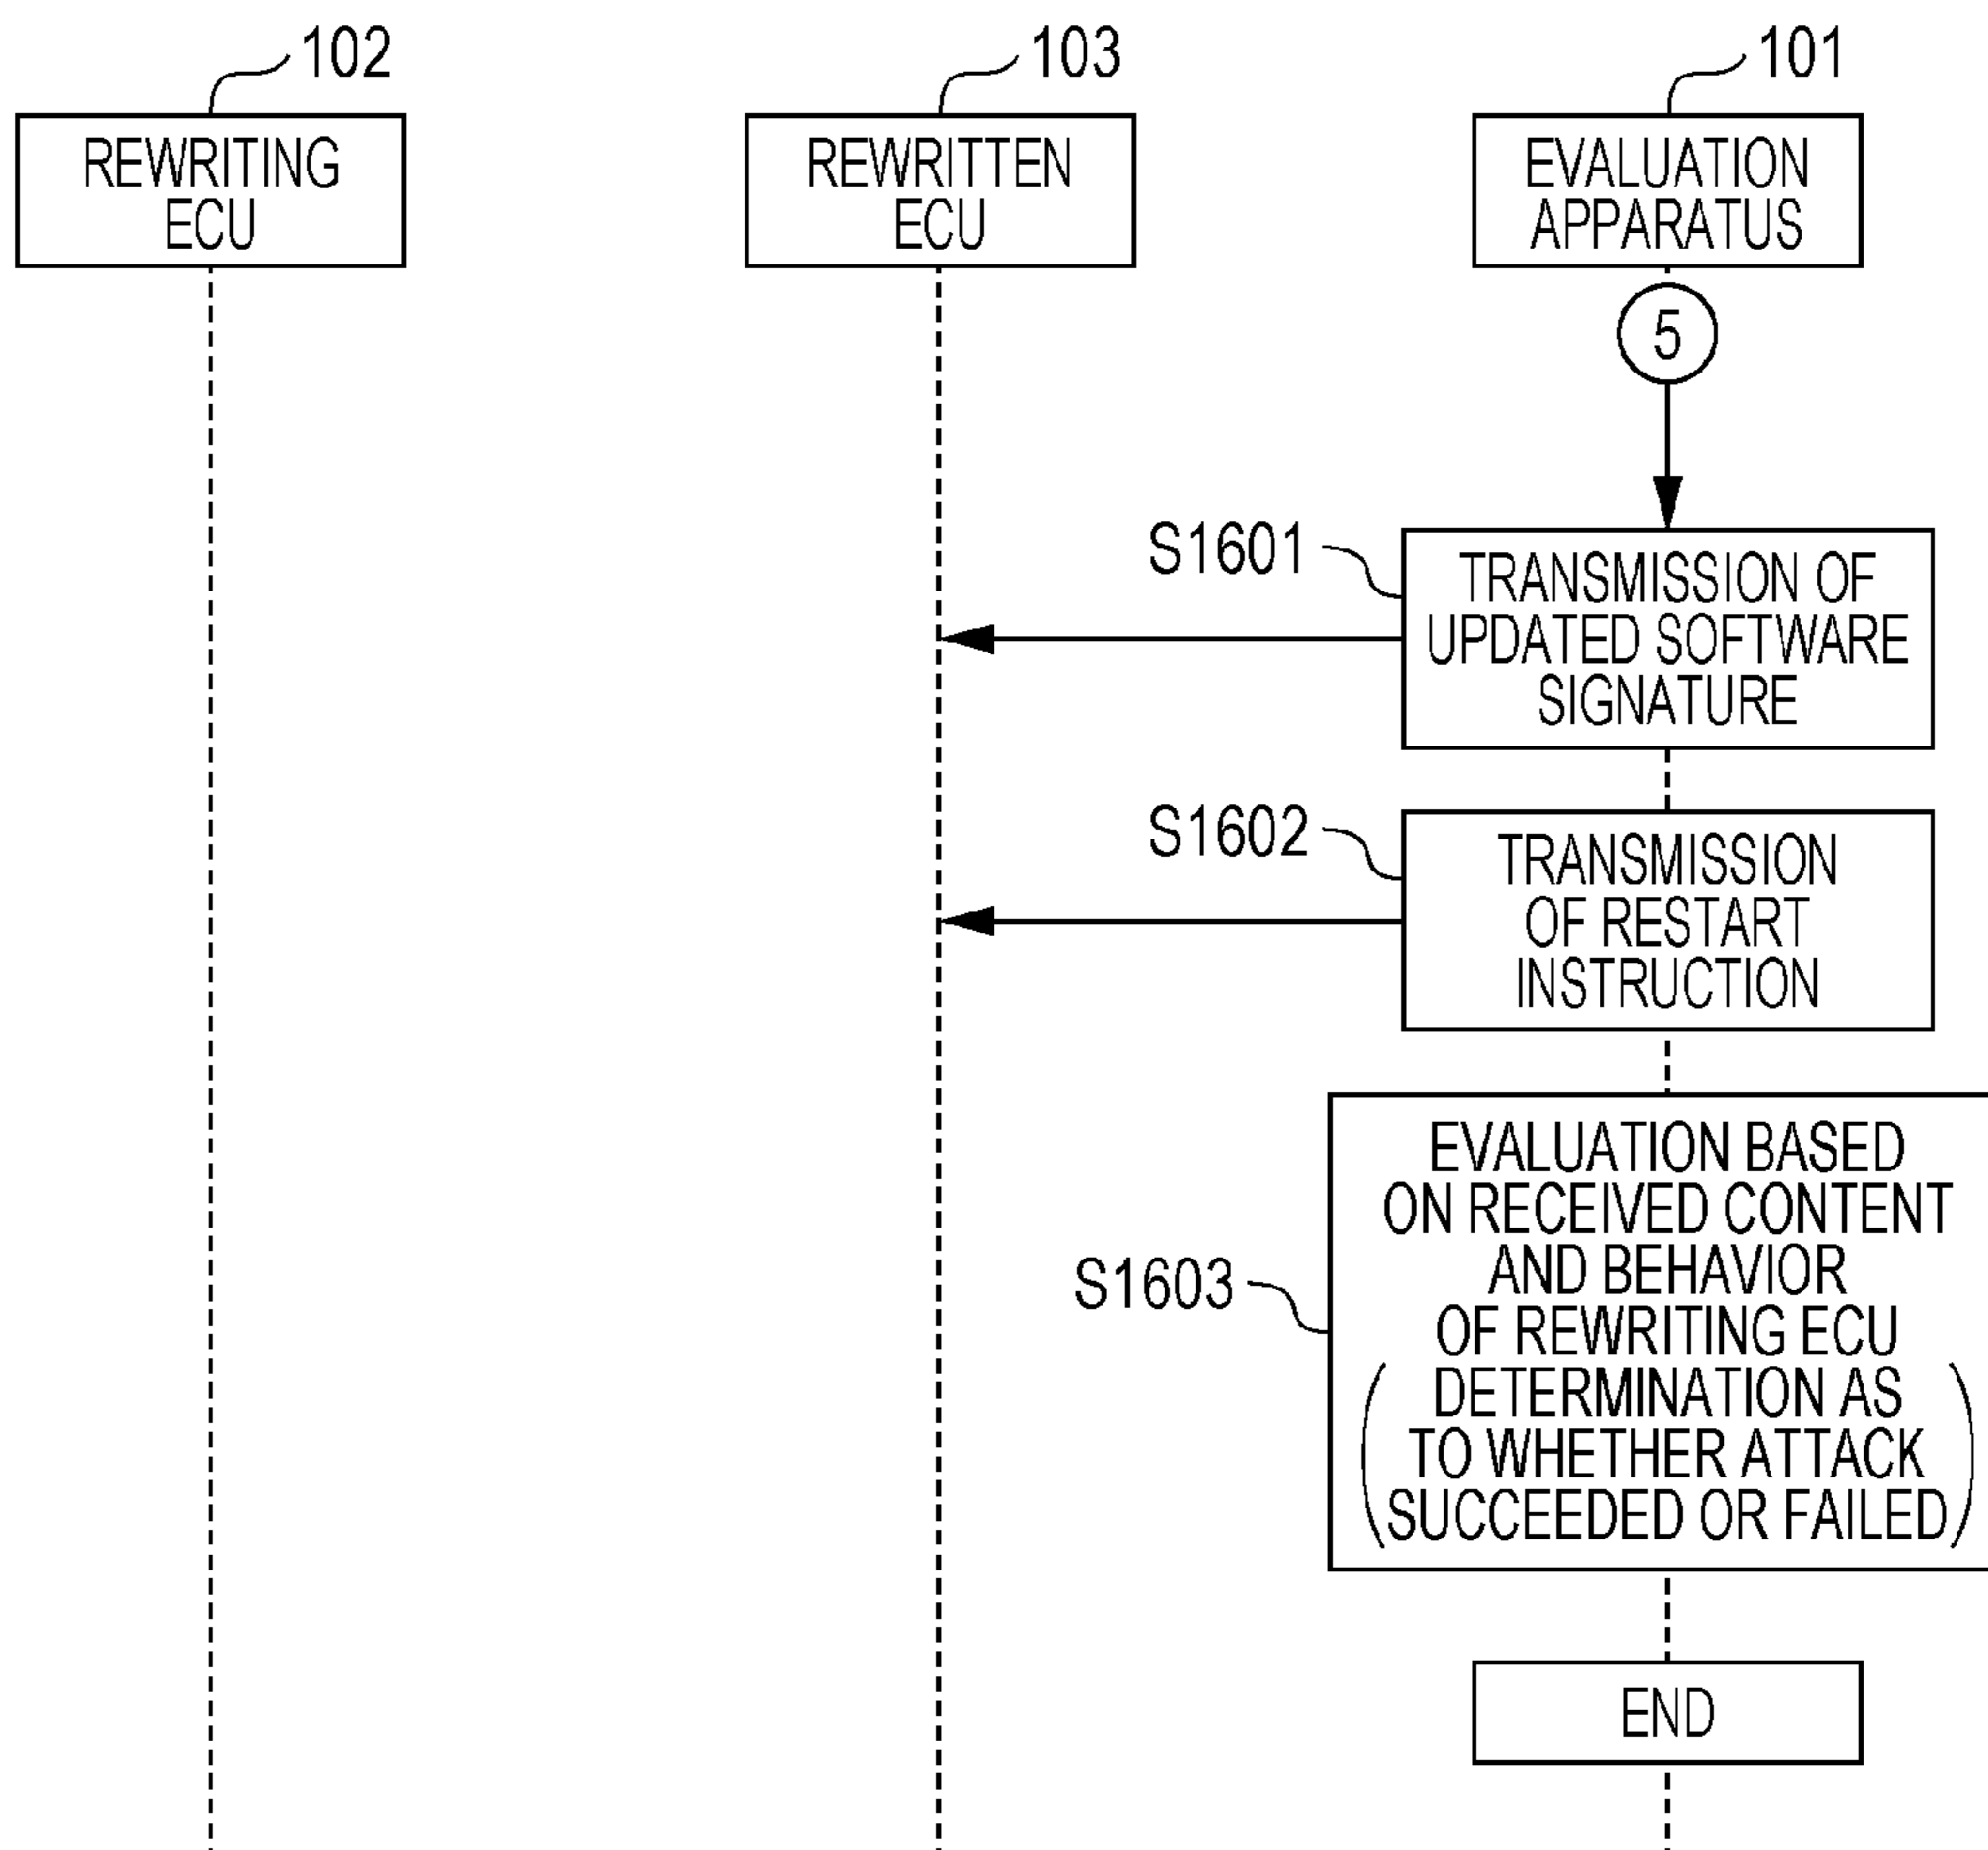 102
103
101
REWRITING
ECU
REWRITTEN
ECU
EVALUATION
APPARATUS
5
S1601
TRANSMISSION OF
UPDATED SOFTWARE
SIGNATURE
S1602
TRANSMISSION
OF RESTART
INSTRUCTION
S1603
EVALUATION BASED
ON RECEIVED CONTENT
AND BEHAVIOR
OF REWRITING ECU
(DETERMINATION AS
TO WHETHER ATTACK
SUCCEEDED OR FAILED)
END